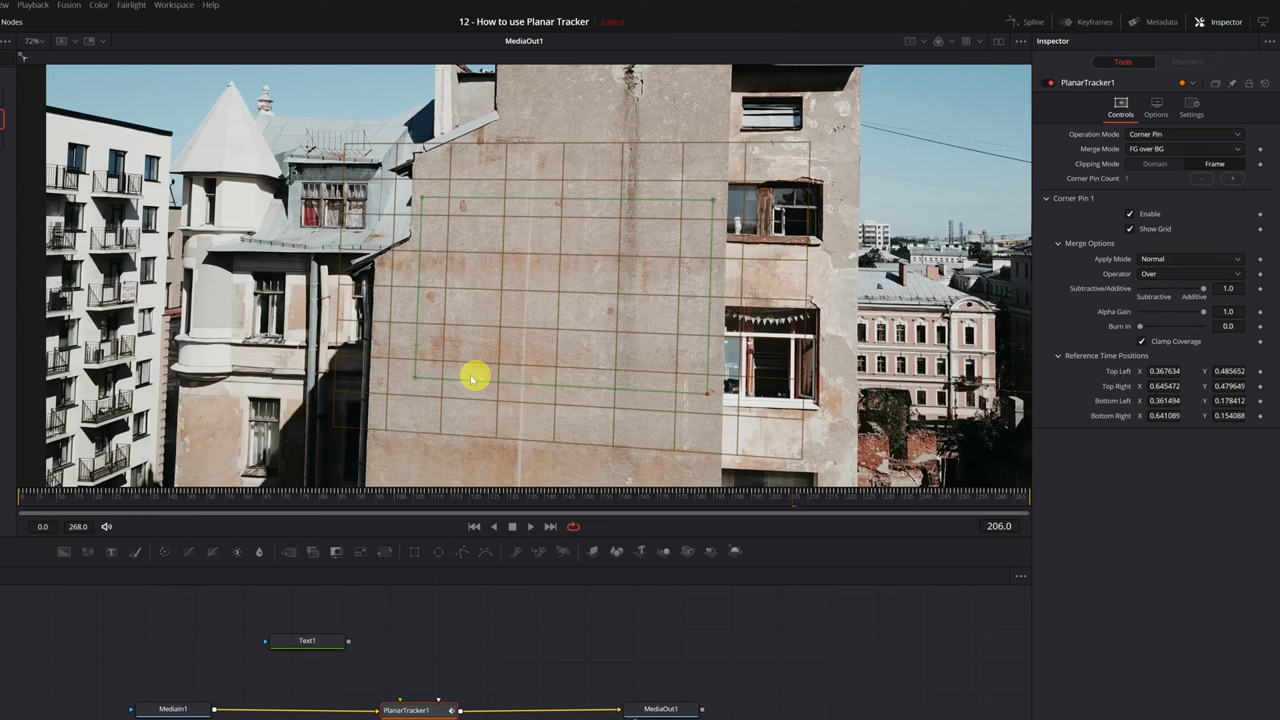 Playback Fusion Color Fairlight Workspace Help
Nodes
12 - How to use Planar Tracker Edited
Spline Keyframes Metadata Inspector
72%
MediaOut1
Inspector
Tools Modifiers
PlanarTracker1
Controls Options Settings
Operation Mode Corner Pin
Merge Mode FG over BG
Clipping Mode Domain Frame
Corner Pin Count 1 - +
Corner Pin 1
Enable
Show Grid
Merge Options
Apply Mode Normal
Operator Over
Subtractive/Additive 1.0
Subtractive Additive
Alpha Gain 1.0
Burn In 0.0
Clamp Coverage
Reference Time Positions
Top Left X 0.367634 Y 0.485652
Top Right X 0.645472 Y 0.479649
Bottom Left X 0.361494 Y 0.178412
Bottom Right X 0.641089 Y 0.154088
0.0 268.0 206.0
Text1
MediaIn1 PlanarTracker1 MediaOut1